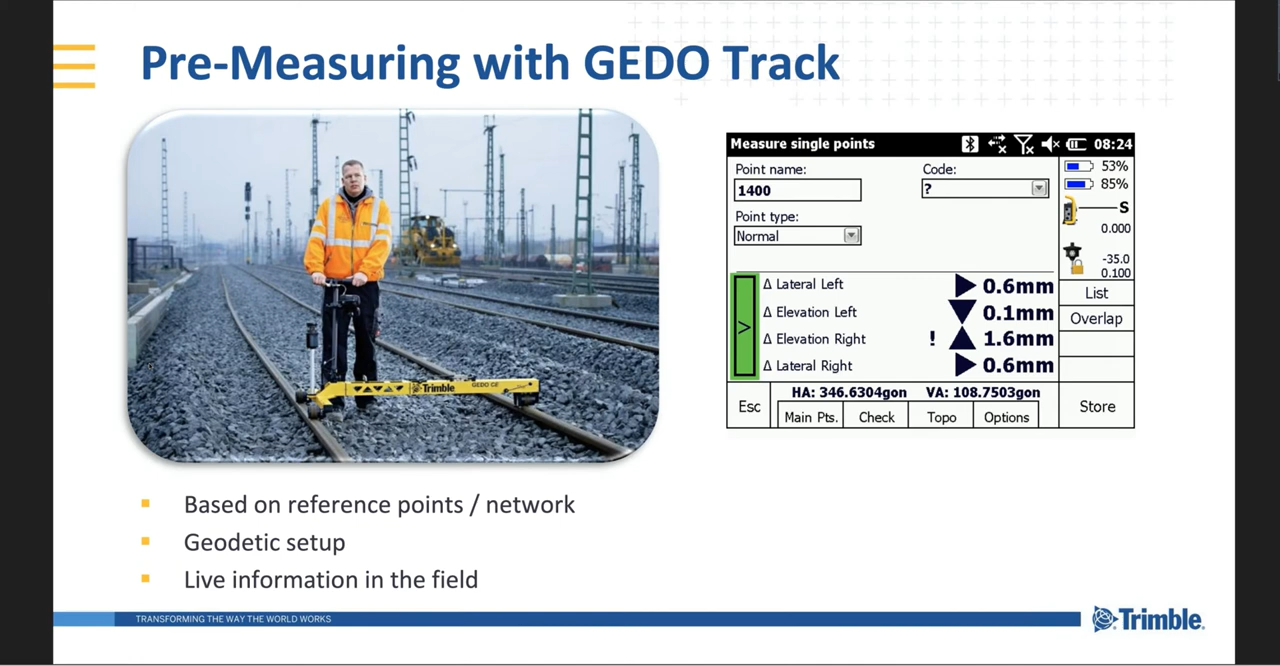 Pre-Measuring with GEDO Track
Trimble
GEDO CE
Measure single points 08:24
Point name:
1400
Code:
?
Point type:
Normal
53%
85%
S
0.000
-35.0
0.100
List
Overlap
>
Δ Lateral Left 0.6mm
Δ Elevation Left 0.1mm
Δ Elevation Right ! 1.6mm
Δ Lateral Right 0.6mm
HA: 346.6304gon VA: 108.7503gon
Esc
Main Pts.
Check
Topo
Options
Store
Based on reference points / network
Geodetic setup
Live information in the field
TRANSFORMING THE WAY THE WORLD WORKS
Trimble